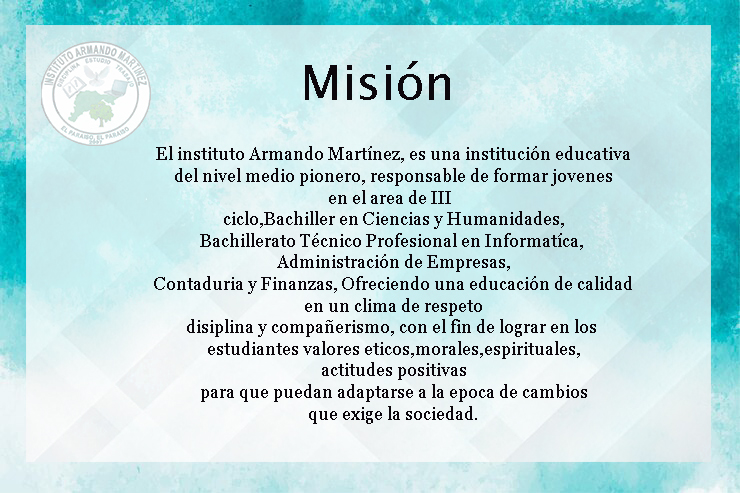 INSTITUTO ARMANDO MARTINEZ
DISCIPLINA ESTUDIO TRABAJO
EL PARAISO, EL PARAISO
Misión
El instituto Armando Martínez, es una institución educativa
del nivel medio pionero, responsable de formar jovenes
en el area de III
ciclo,Bachiller en Ciencias y Humanidades,
Bachillerato Técnico Profesional en Informatíca,
Administración de Empresas,
Contaduria y Finanzas, Ofreciendo una educación de calidad
en un clima de respeto
disiplina y compañerismo, con el fin de lograr en los
estudiantes valores eticos,morales,espirituales,
actitudes positivas
para que puedan adaptarse a la epoca de cambios
que exige la sociedad.